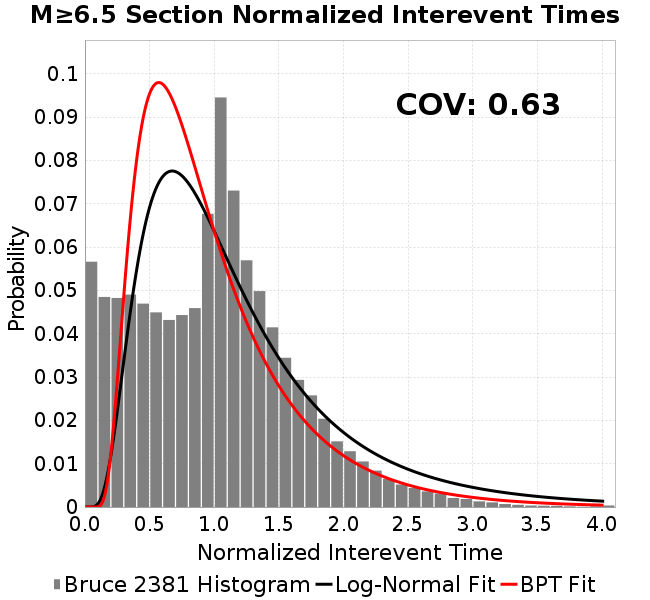 M≥6.5 Section Normalized Interevent Times
COV: 0.63
Probability
0.1
0.09
0.08
0.07
0.06
0.05
0.04
0.03
0.02
0.01
0
0.0 0.5 1.0 1.5 2.0 2.5 3.0 3.5 4.0
Normalized Interevent Time
Bruce 2381 Histogram Log-Normal Fit BPT Fit